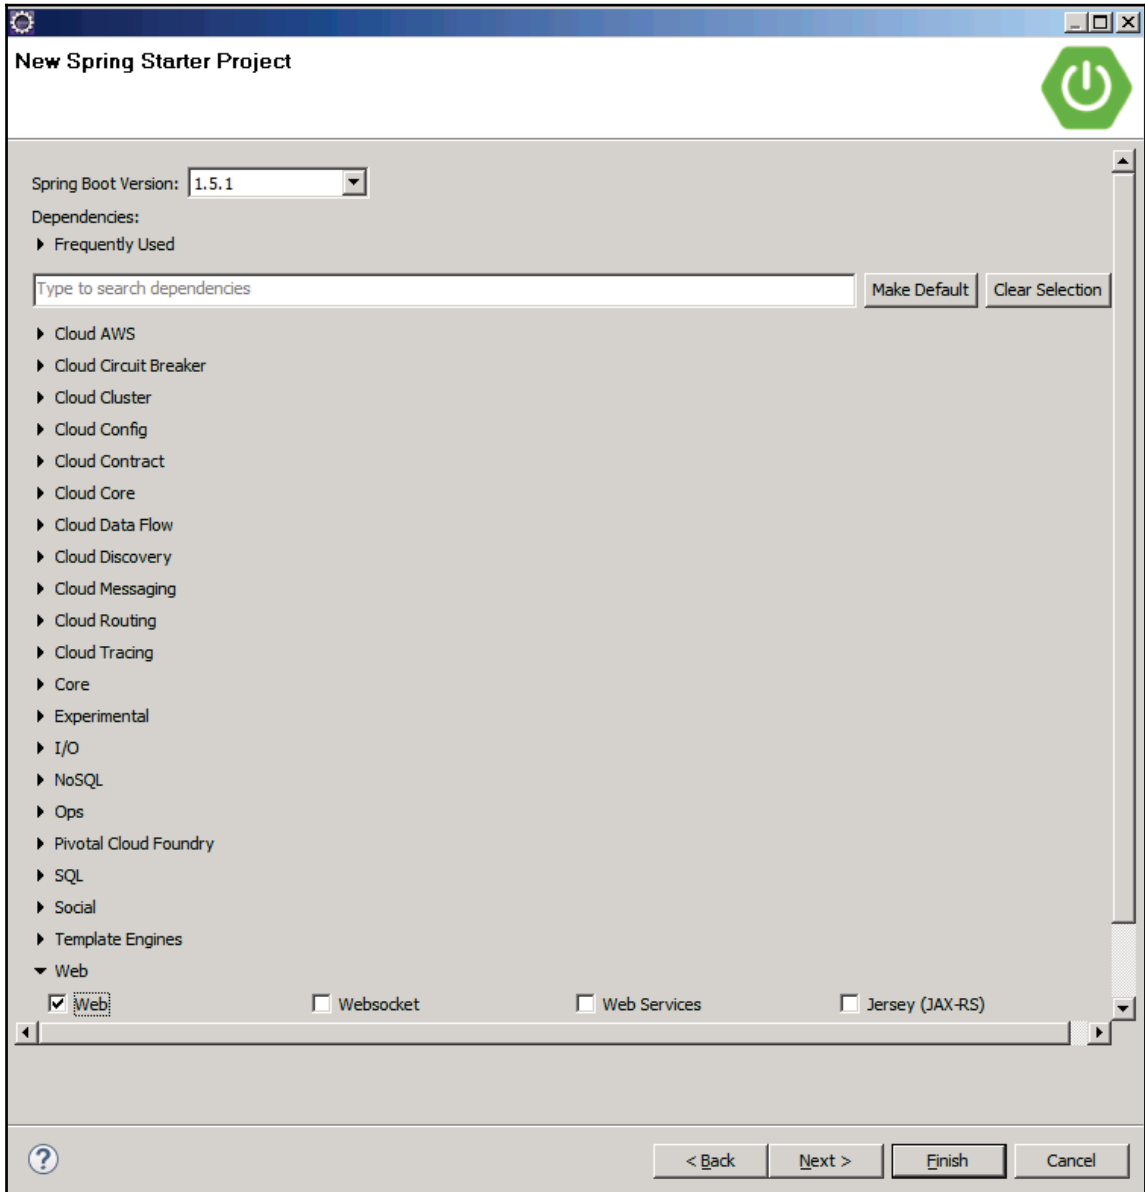 New Spring Starter Project
Spring Boot Version: 1.5.1
Dependencies:
Frequently Used
Type to search dependencies Make Default Clear Selection
Cloud AWS
Cloud Circuit Breaker
Cloud Cluster
Cloud Config
Cloud Contract
Cloud Core
Cloud Data Flow
Cloud Discovery
Cloud Messaging
Cloud Routing
Cloud Tracing
Core
Experimental
I/O
NoSQL
Ops
Pivotal Cloud Foundry
SQL
Social
Template Engines
Web
Web Websocket Web Services Jersey (JAX-RS)
? < Back Next > Finish Cancel